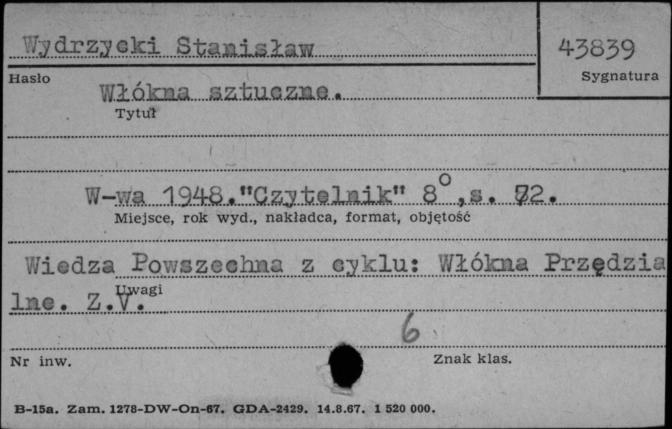 Wydrzycki Stanisław
43839
Hasło
Sygnatura
Włókna sztuczne.
Tytuł
W-wa 1948. "Czytelnik" 8°, s. 72.
Miejsce, rok wyd., nakładca, format, objętość
Wiedza Powszechna z cyklu: Włókna Przędzia
lne. Z.V.
Uwagi
6
Nr inw.
Znak klas.
B-15a. Zam. 1278-DW-On-67. GDA-2429. 14.8.67. 1 520 000.